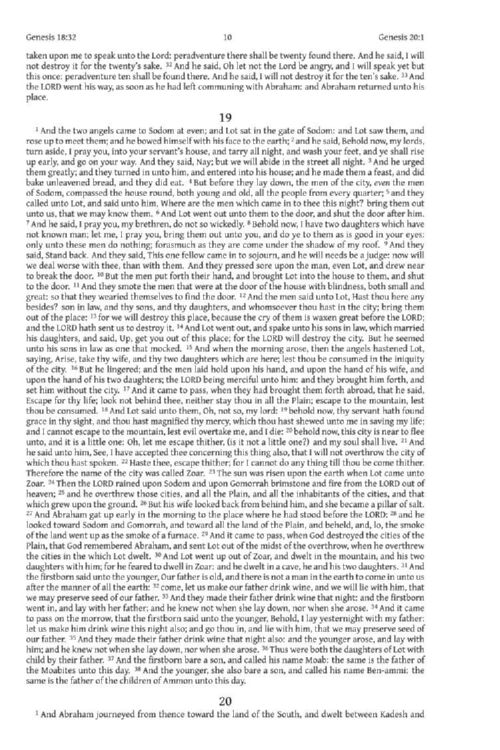 Genesis 18:32 10 Genesis 20:1
taken upon me to speak unto the Lord: peradventure there shall be twenty found there. And he said, I will
not destroy it for the twenty's sake. 32 And he said, Oh let not the Lord be angry, and I will speak yet but
this once: peradventure ten shall be found there. And he said, I will not destroy it for the ten's sake. 33 And
the LORD went his way, as soon as he had left communing with Abraham: and Abraham returned unto his
place.
19
1 And the two angels came to Sodom at even; and Lot sat in the gate of Sodom: and Lot saw them, and
rose up to meet them; and he bowed himself with his face to the earth; 2 and he said, Behold now, my lords,
turn aside, I pray you, into your servant's house, and tarry all night, and wash your feet, and ye shall rise
up early, and go on your way. And they said, Nay; but we will abide in the street all night. 3 And he urged
them greatly; and they turned in unto him, and entered into his house; and he made them a feast, and did
bake unleavened bread, and they did eat. 4 But before they lay down, the men of the city, even the men
of Sodom, compassed the house round, both young and old, all the people from every quarter; 5 and they
called unto Lot, and said unto him, Where are the men which came in to thee this night? bring them out
unto us, that we may know them. 6 And Lot went out unto them to the door, and shut the door after him.
7 And he said, I pray you, my brethren, do not so wickedly. 8 Behold now, I have two daughters which have
not known man; let me, I pray you, bring them out unto you, and do ye to them as is good in your eyes:
only unto these men do nothing; forasmuch as they are come under the shadow of my roof. 9 And they
said, Stand back. And they said, This one fellow came in to sojourn, and he will needs be a judge: now will
we deal worse with thee, than with them. And they pressed sore upon the man, even Lot, and drew near
to break the door. 10 But the men put forth their hand, and brought Lot into the house to them, and shut
to the door. 11 And they smote the men that were at the door of the house with blindness, both small and
great: so that they wearied themselves to find the door. 12 And the men said unto Lot, Hast thou here any
besides? son in law, and thy sons, and thy daughters, and whomsoever thou hast in the city; bring them
out of the place: 13 for we will destroy this place, because the cry of them is waxen great before the LORD;
and the LORD hath sent us to destroy it. 14 And Lot went out, and spake unto his sons in law, which married
his daughters, and said, Up, get you out of this place; for the LORD will destroy the city. But he seemed
unto his sons in law as one that mocked. 15 And when the morning arose, then the angels hastened Lot,
saying, Arise, take thy wife, and thy two daughters which are here; lest thou be consumed in the iniquity
of the city. 16 But he lingered; and the men laid hold upon his hand, and upon the hand of his wife, and
upon the hand of his two daughters; the LORD being merciful unto him: and they brought him forth, and
set him without the city. 17 And it came to pass, when they had brought them forth abroad, that he said,
Escape for thy life; look not behind thee, neither stay thou in all the Plain; escape to the mountain, lest
thou be consumed. 18 And Lot said unto them, Oh, not so, my lord: 19 behold now, thy servant hath found
grace in thy sight, and thou hast magnified thy mercy, which thou hast shewed unto me in saving my life;
and I cannot escape to the mountain, lest evil overtake me, and I die: 20 behold now, this city is near to flee
unto, and it is a little one: Oh, let me escape thither, (is it not a little one?) and my soul shall live. 21 And
he said unto him, See, I have accepted thee concerning this thing also, that I will not overthrow the city of
which thou hast spoken. 22 Haste thee, escape thither; for I cannot do any thing till thou be come thither.
Therefore the name of the city was called Zoar. 23 The sun was risen upon the earth when Lot came unto
Zoar. 24 Then the LORD rained upon Sodom and upon Gomorrah brimstone and fire from the LORD out of
heaven; 25 and he overthrew those cities, and all the Plain, and all the inhabitants of the cities, and that
which grew upon the ground. 26 But his wife looked back from behind him, and she became a pillar of salt.
27 And Abraham gat up early in the morning to the place where he had stood before the LORD: 28 and he
looked toward Sodom and Gomorrah, and toward all the land of the Plain, and beheld, and, lo, the smoke
of the land went up as the smoke of a furnace. 29 And it came to pass, when God destroyed the cities of the
Plain, that God remembered Abraham, and sent Lot out of the midst of the overthrow, when he overthrew
the cities in the which Lot dwelt. 30 And Lot went up out of Zoar, and dwelt in the mountain, and his two
daughters with him; for he feared to dwell in Zoar: and he dwelt in a cave, he and his two daughters. 31 And
the firstborn said unto the younger, Our father is old, and there is not a man in the earth to come in unto us
after the manner of all the earth: 32 come, let us make our father drink wine, and we will lie with him, that
we may preserve seed of our father. 33 And they made their father drink wine that night: and the firstborn
went in, and lay with her father; and he knew not when she lay down, nor when she arose. 34 And it came
to pass on the morrow, that the firstborn said unto the younger, Behold, I lay yesternight with my father:
let us make him drink wine this night also; and go thou in, and lie with him, that we may preserve seed of
our father. 35 And they made their father drink wine that night also: and the younger arose, and lay with
him; and he knew not when she lay down, nor when she arose. 36 Thus were both the daughters of Lot with
child by their father. 37 And the firstborn bare a son, and called his name Moab: the same is the father of
the Moabites unto this day. 38 And the younger, she also bare a son, and called his name Ben-ammi: the
same is the father of the children of Ammon unto this day.
20
1 And Abraham journeyed from thence toward the land of the South, and dwelt between Kadesh and